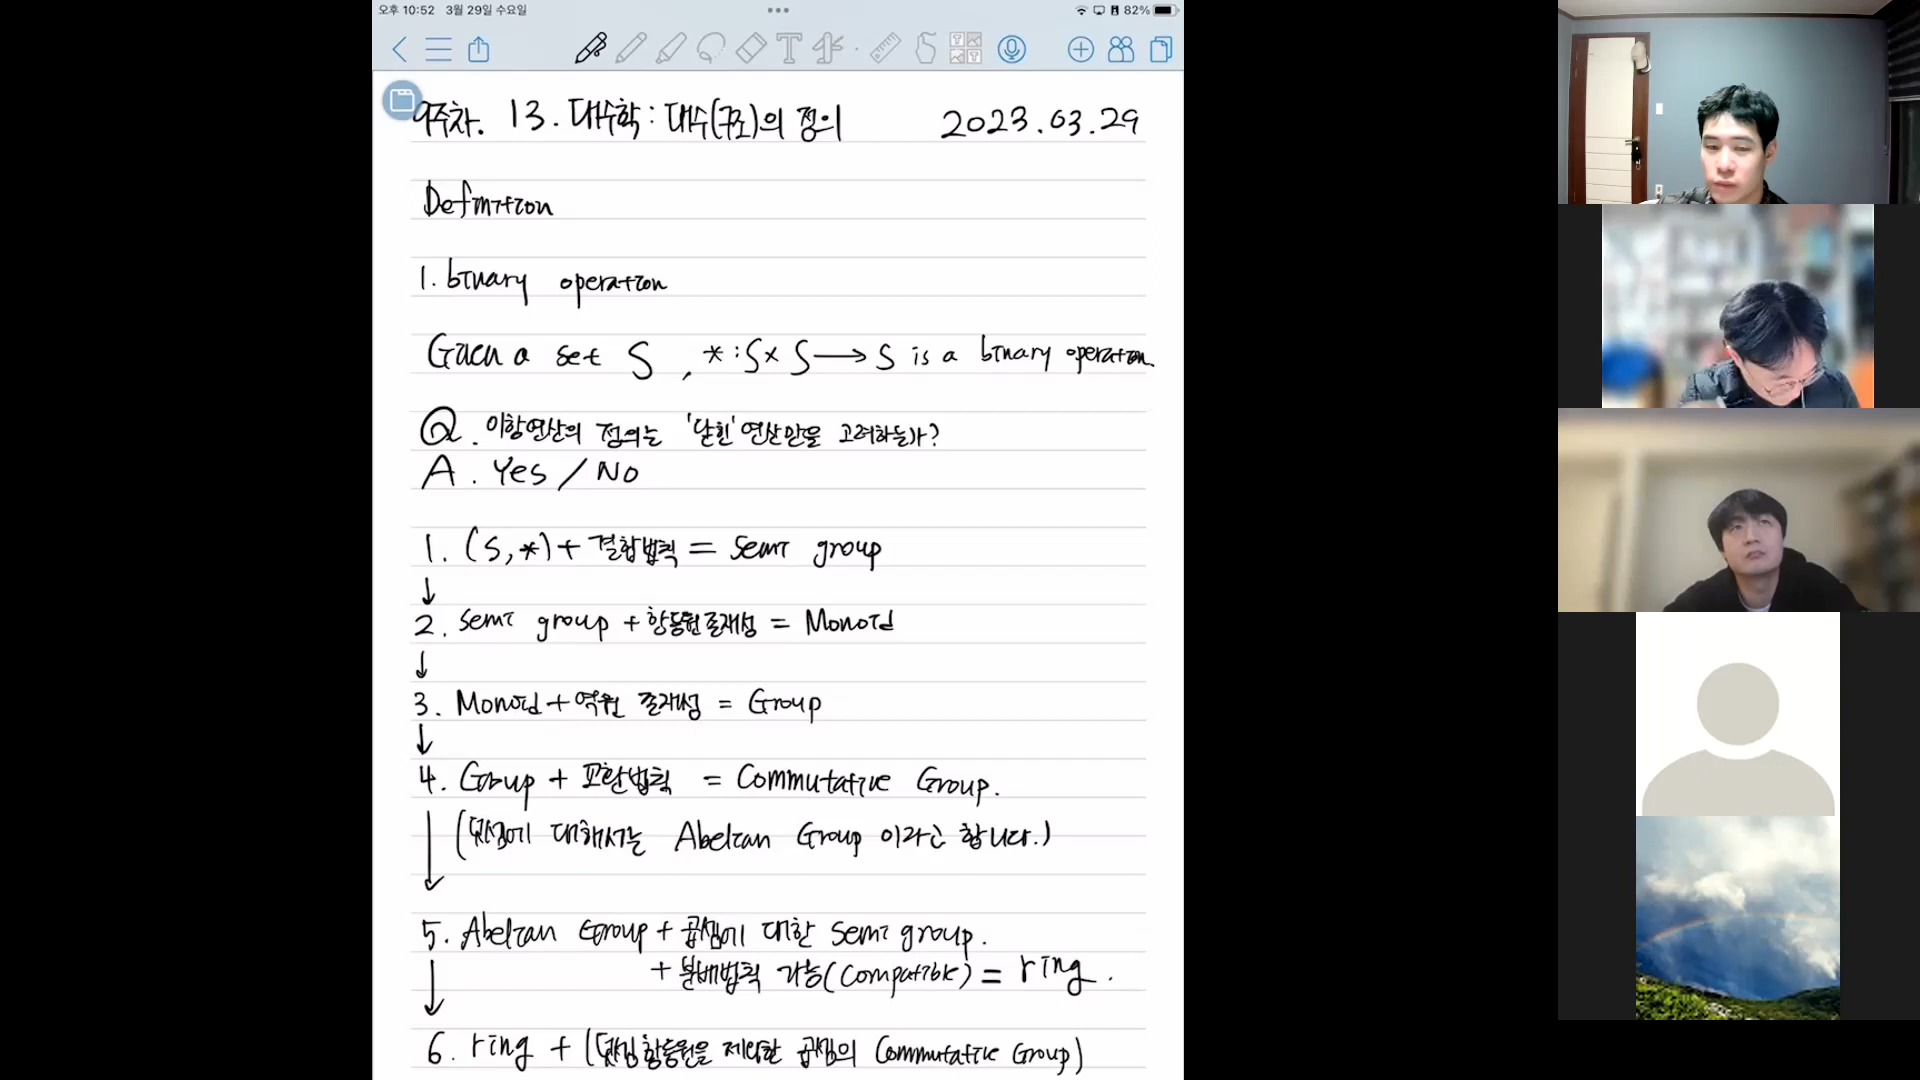 오후 10:52 3월 29일 수요일
82%
9주차. 13. 대수학 : 대수(구조)의 정의 2023.03.29
Definition
1. binary operation
Given a set S, * : S × S → S is a binary operation.
Q. 이항연산의 정의는 '닫힌' 연산만을 고려하는가?
A. Yes / No
1. (S, *) + 결합법칙 = Semi group
↓
2. Semi group + 항등원 존재성 = Monoid
↓
3. Monoid + 역원 존재성 = Group
↓
4. Group + 교환법칙 = Commutative Group.
(덧셈에 대해서는 Abelian Group 이라고 합니다.)
↓
5. Abelian Group + 곱셈에 대한 Semi group.
+ 분배법칙 가능(Compatible) = ring.
↓
6. ring + (덧셈 항등원을 제외한 곱셈의 Commutative Group)